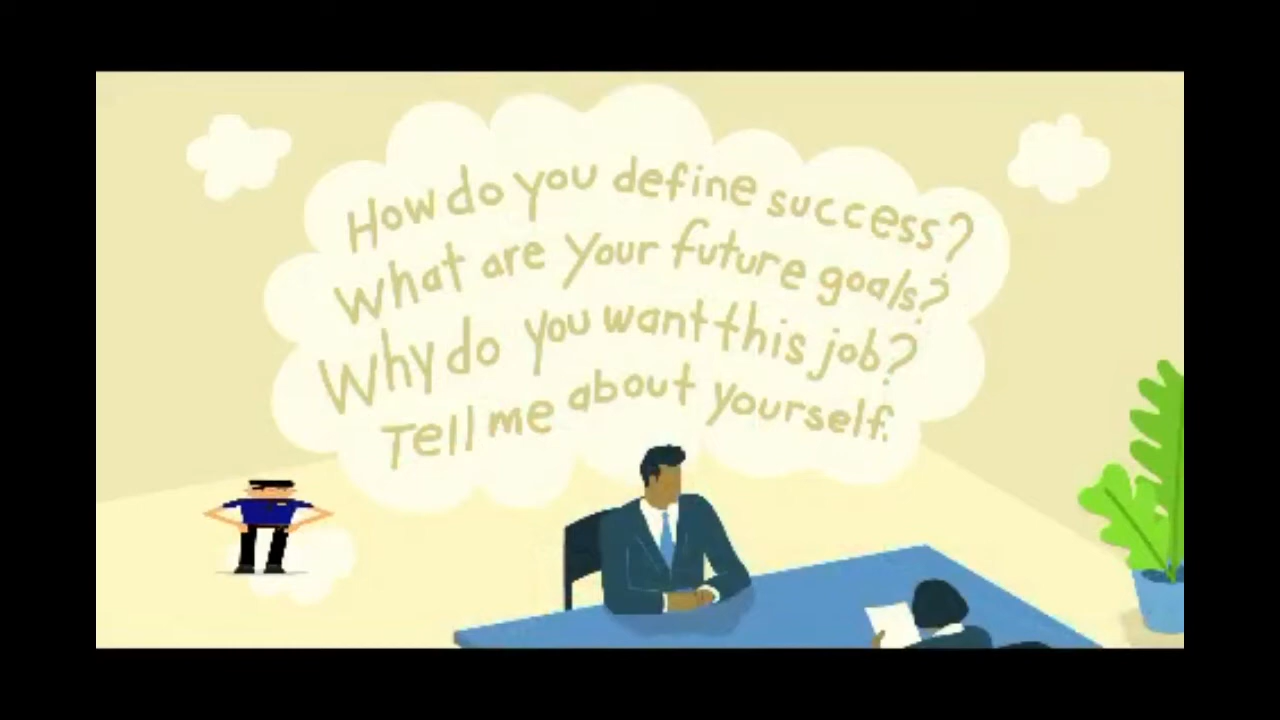 How do you define success?
What are your future goals?
Why do you want this job?
Tell me about yourself.